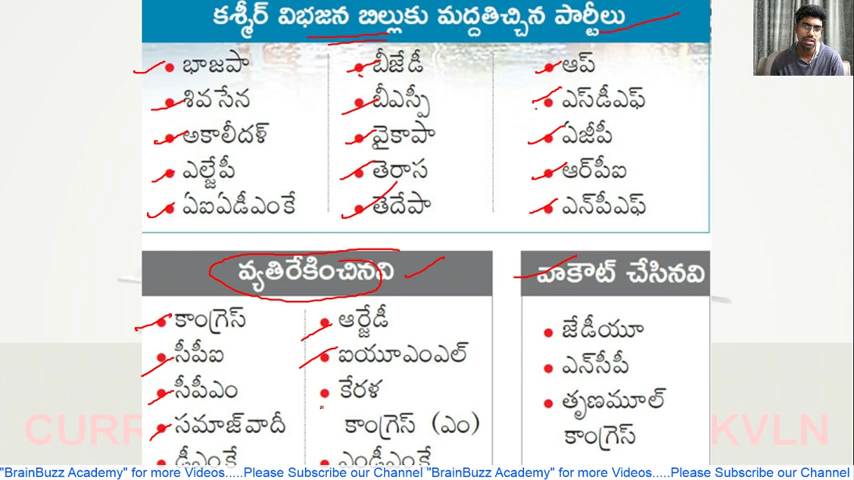 కశ్మీర్ విభజన బిల్లుకు మద్దతిచ్చిన పార్టీలు
భాజపా
శివసేన
అకాలీదళ్
ఎల్జేపీ
ఏఐఏడీఎంకే
బీజేడీ
బీఎస్పీ
వైకాపా
తెరాస
తెదేపా
ఆప్
ఎస్‌డీఎఫ్
ఏజీపీ
ఆర్‌పీఐ
ఎన్‌పీఎఫ్
వ్యతిరేకించినవి
కాంగ్రెస్
సీపీఐ
సీపీఎం
సమాజ్‌వాదీ
డీఎంకే
ఆర్జేడీ
ఐయూఎంఎల్
కేరళ
కాంగ్రెస్ (ఎం)
ఎండీఎంకే
వాకౌట్ చేసినవి
జేడీయూ
ఎన్‌సీపీ
తృణమూల్
కాంగ్రెస్
CURR
KVLN
"BrainBuzz Academy" for more Videos.....Please Subscribe our Channel "BrainBuzz Academy" for more Videos.....Please Subscribe our Channel